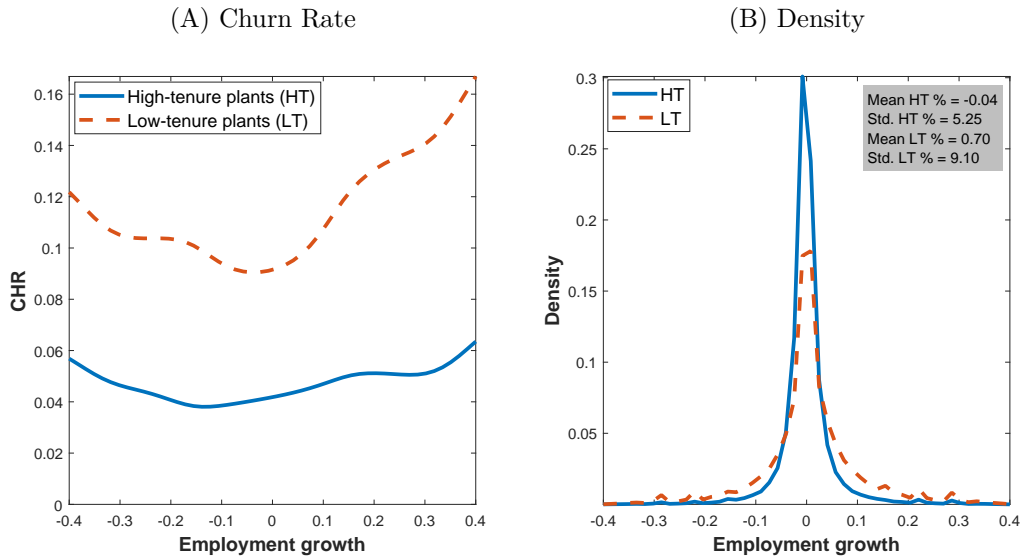 (A) Churn Rate
0.16
0.14
0.12
0.1
0.08
0.06
0.04
0.02
0
CHR
High-tenure plants (HT)
Low-tenure plants (LT)
-0.4 -0.3 -0.2 -0.1 0 0.1 0.2 0.3 0.4
Employment growth
(B) Density
0.3
0.25
0.2
0.15
0.1
0.05
Density
HT
LT
Mean HT % = -0.04
Std. HT % = 5.25
Mean LT % = 0.70
Std. LT % = 9.10
-0.4 -0.3 -0.2 -0.1 0 0.1 0.2 0.3 0.4
Employment growth